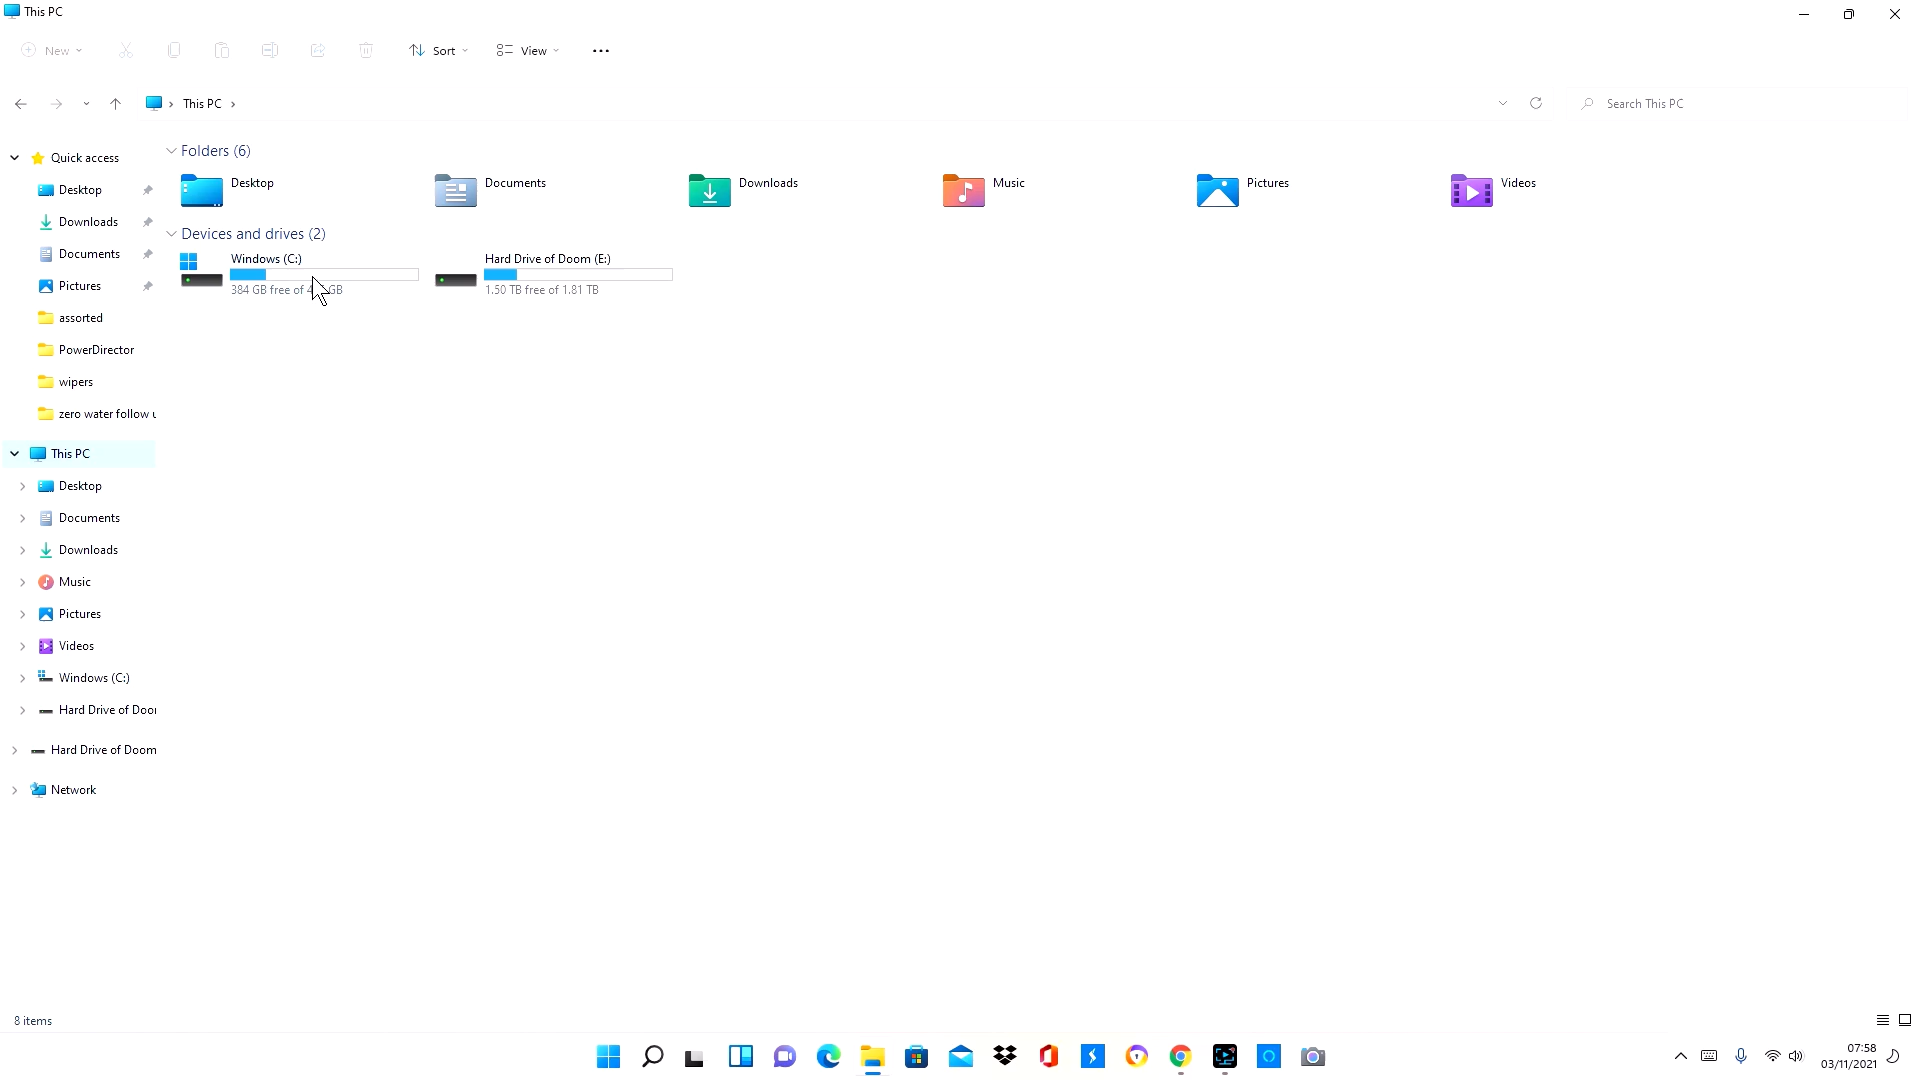 This PC
New
Sort
View
This PC
Search This PC
Quick access
Desktop
Downloads
Documents
Pictures
assorted
PowerDirector
wipers
zero water follow u
This PC
Desktop
Documents
Downloads
Music
Pictures
Videos
Windows (C:)
Hard Drive of Doo
Hard Drive of Doom
Network
Folders (6)
Desktop
Documents
Downloads
Music
Pictures
Videos
Devices and drives (2)
Windows (C:)
384 GB free of GB
Hard Drive of Doom (E:)
1.50 TB free of 1.81 TB
8 items
07:58
03/11/2021